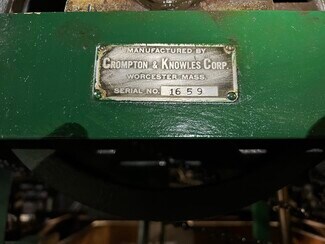 MANUFACTURED BY
CROMPTON & KNOWLES CORP.
WORCESTER, MASS.
SERIAL NO. 1659